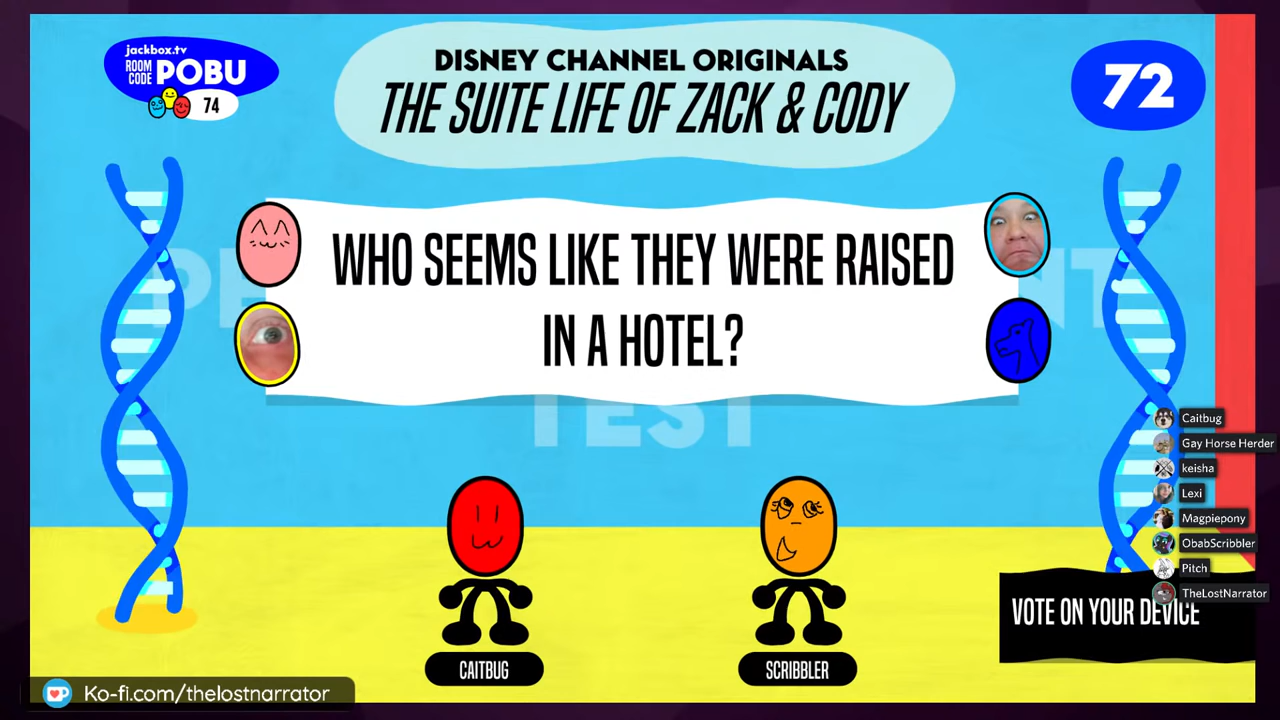 jackbox.tv
ROOM CODE POBU
74
DISNEY CHANNEL ORIGINALS
THE SUITE LIFE OF ZACK & CODY
72
WHO SEEMS LIKE THEY WERE RAISED
IN A HOTEL?
TEST
Caitbug
Gay Horse Herder
keisha
Lexi
Magpiepony
ObabScribbler
Pitch
TheLostNarrator
VOTE ON YOUR DEVICE
CAITBUG
SCRIBBLER
Ko-fi.com/thelostnarrator